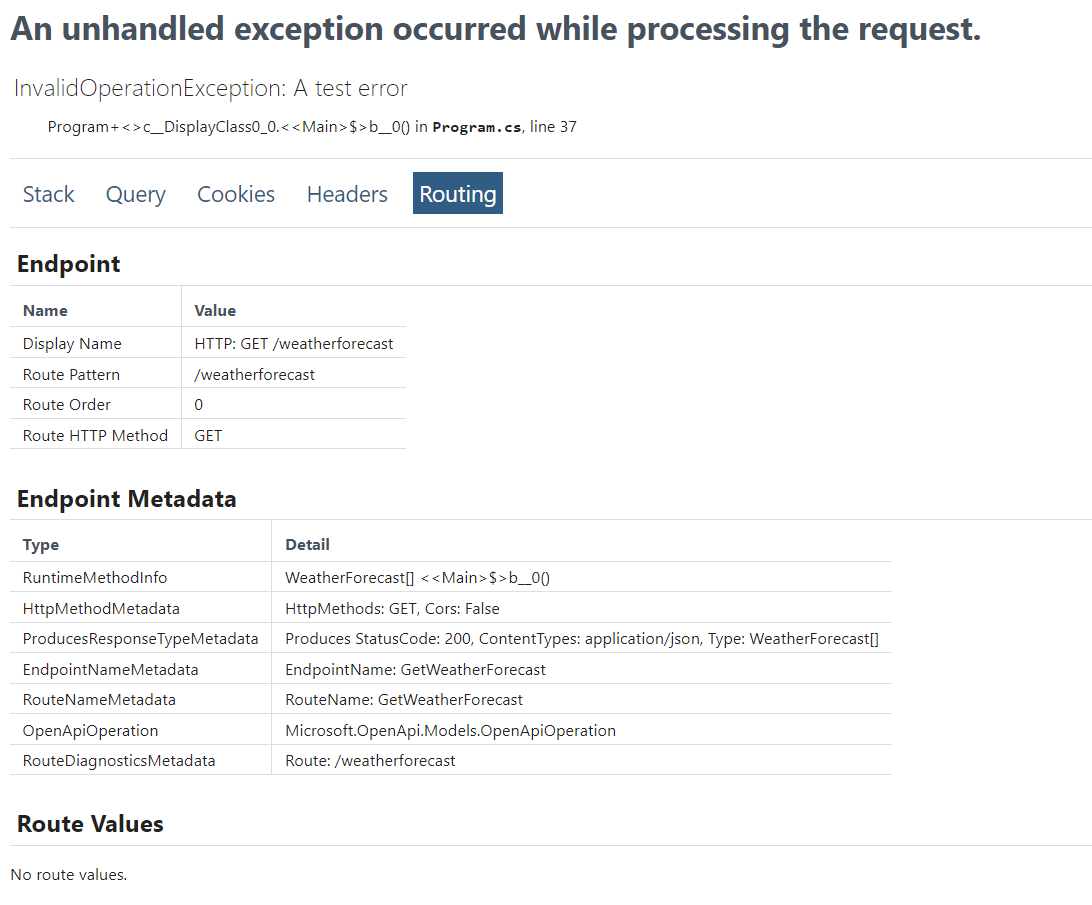 An unhandled exception occurred while processing the request.
InvalidOperationException: A test error
Program+<>c__DisplayClass0_0.<<Main>$>b__0() in Program.cs, line 37
Stack Query Cookies Headers Routing
Endpoint
Name Value
Display Name HTTP: GET /weatherforecast
Route Pattern /weatherforecast
Route Order 0
Route HTTP Method GET
Endpoint Metadata
Type Detail
RuntimeMethodInfo WeatherForecast[] <<Main>$>b__0()
HttpMethodMetadata HttpMethods: GET, Cors: False
ProducesResponseTypeMetadata Produces StatusCode: 200, ContentTypes: application/json, Type: WeatherForecast[]
EndpointNameMetadata EndpointName: GetWeatherForecast
RouteNameMetadata RouteName: GetWeatherForecast
OpenApiOperation Microsoft.OpenApi.Models.OpenApiOperation
RouteDiagnosticsMetadata Route: /weatherforecast
Route Values
No route values.